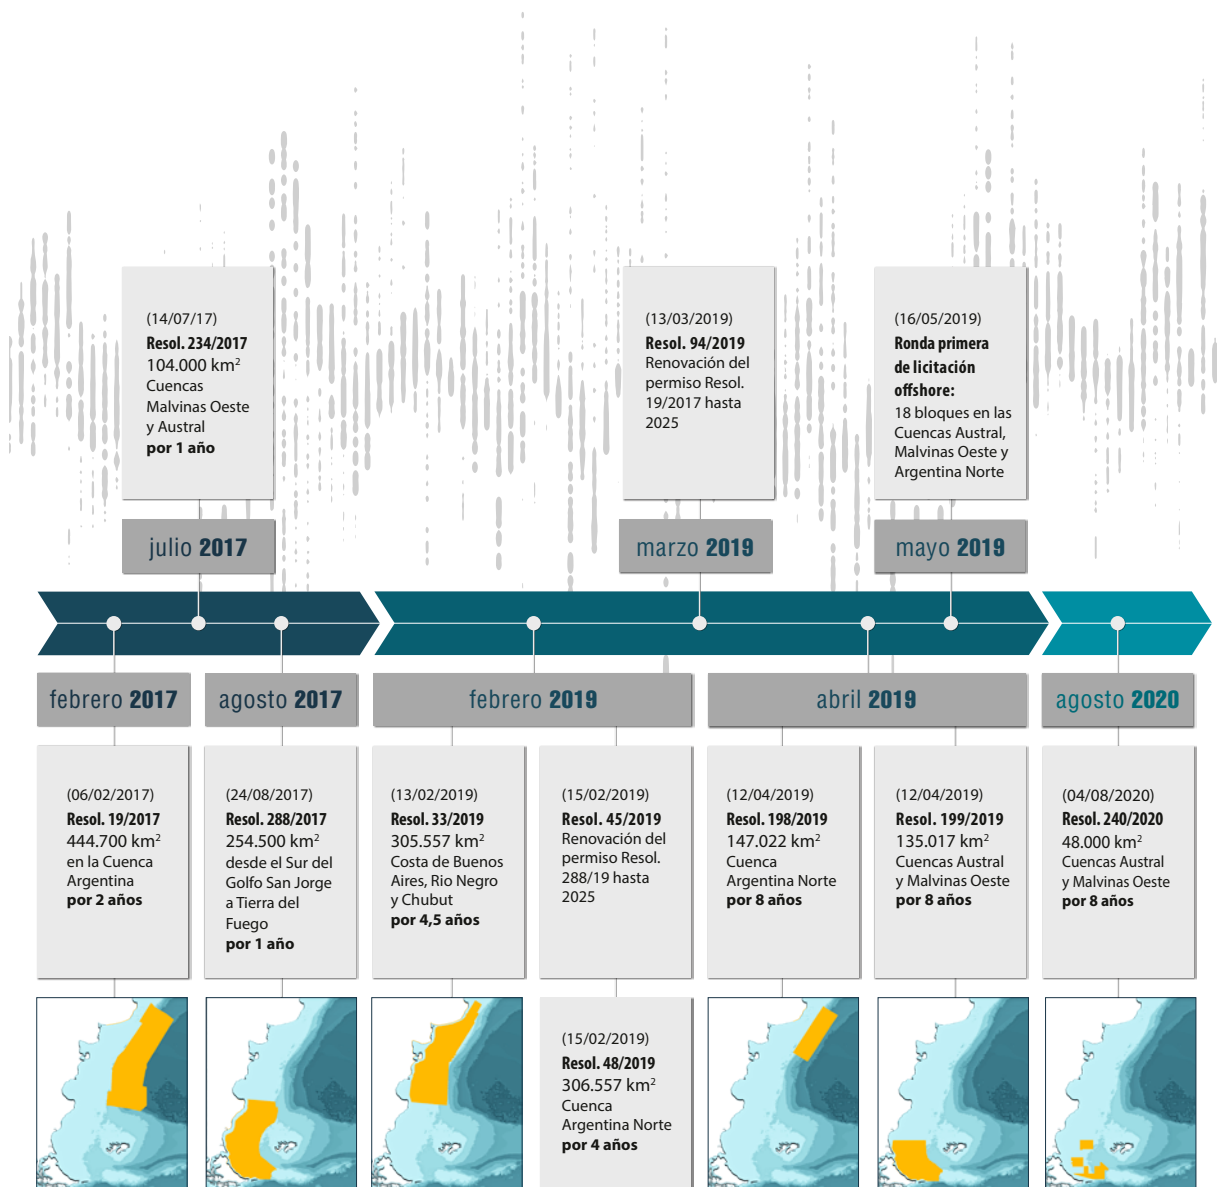 (14/07/17)
Resol. 234/2017
104.000 km²
Cuencas
Malvinas Oeste
y Austral
por 1 año
julio 2017
(13/03/2019)
Resol. 94/2019
Renovación del
permiso Resol.
19/2017 hasta
2025
marzo 2019
(16/05/2019)
Ronda primera
de licitación
offshore:
18 bloques en las
Cuencas Austral,
Malvinas Oeste y
Argentina Norte
mayo 2019
febrero 2017
(06/02/2017)
Resol. 19/2017
444.700 km²
en la Cuenca
Argentina
por 2 años
agosto 2017
(24/08/2017)
Resol. 288/2017
254.500 km²
desde el Sur del
Golfo San Jorge
a Tierra del
Fuego
por 1 año
febrero 2019
(13/02/2019)
Resol. 33/2019
305.557 km²
Costa de Buenos
Aires, Rio Negro
y Chubut
por 4,5 años
(15/02/2019)
Resol. 45/2019
Renovación del
permiso Resol.
288/19 hasta
2025
(15/02/2019)
Resol. 48/2019
306.557 km²
Cuenca
Argentina Norte
por 4 años
abril 2019
(12/04/2019)
Resol. 198/2019
147.022 km²
Cuenca
Argentina Norte
por 8 años
(12/04/2019)
Resol. 199/2019
135.017 km²
Cuencas Austral
y Malvinas Oeste
por 8 años
agosto 2020
(04/08/2020)
Resol. 240/2020
48.000 km²
Cuencas Austral
y Malvinas Oeste
por 8 años